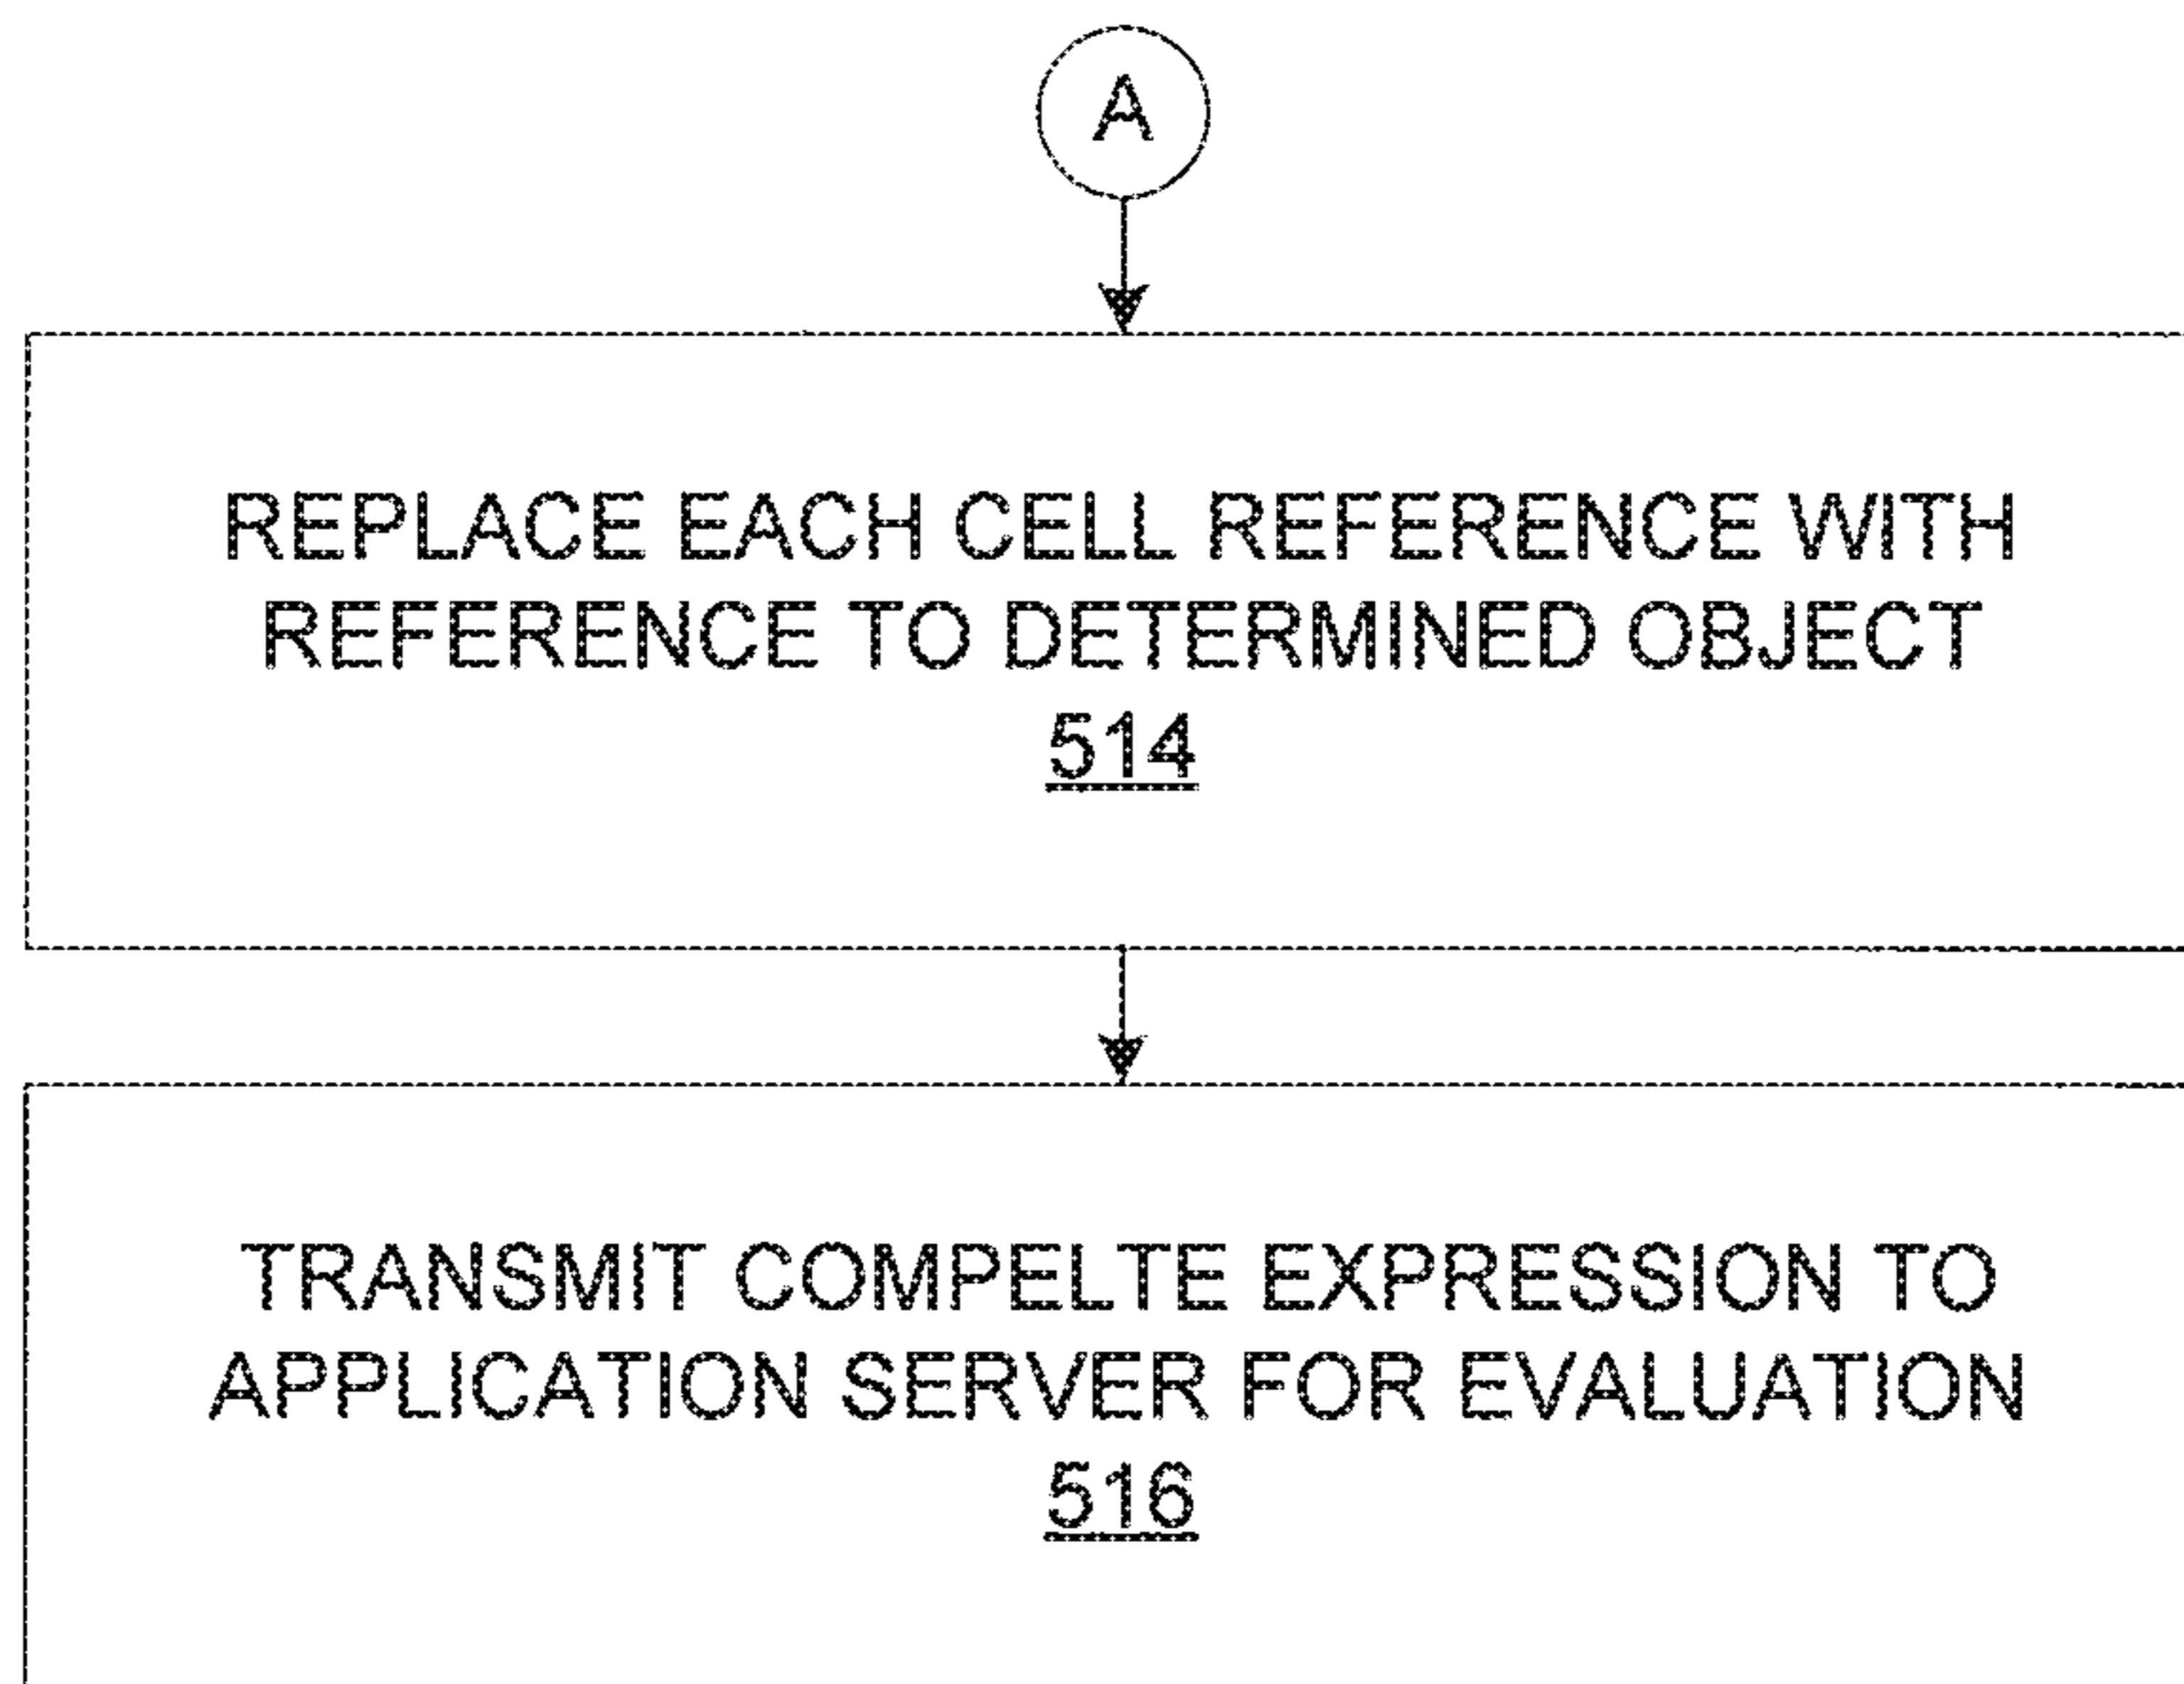 A
REPLACE EACH CELL REFERENCE WITH
REFERENCE TO DETERMINED OBJECT
514
TRANSMIT COMPELTE EXPRESSION TO
APPLICATION SERVER FOR EVALUATION
516